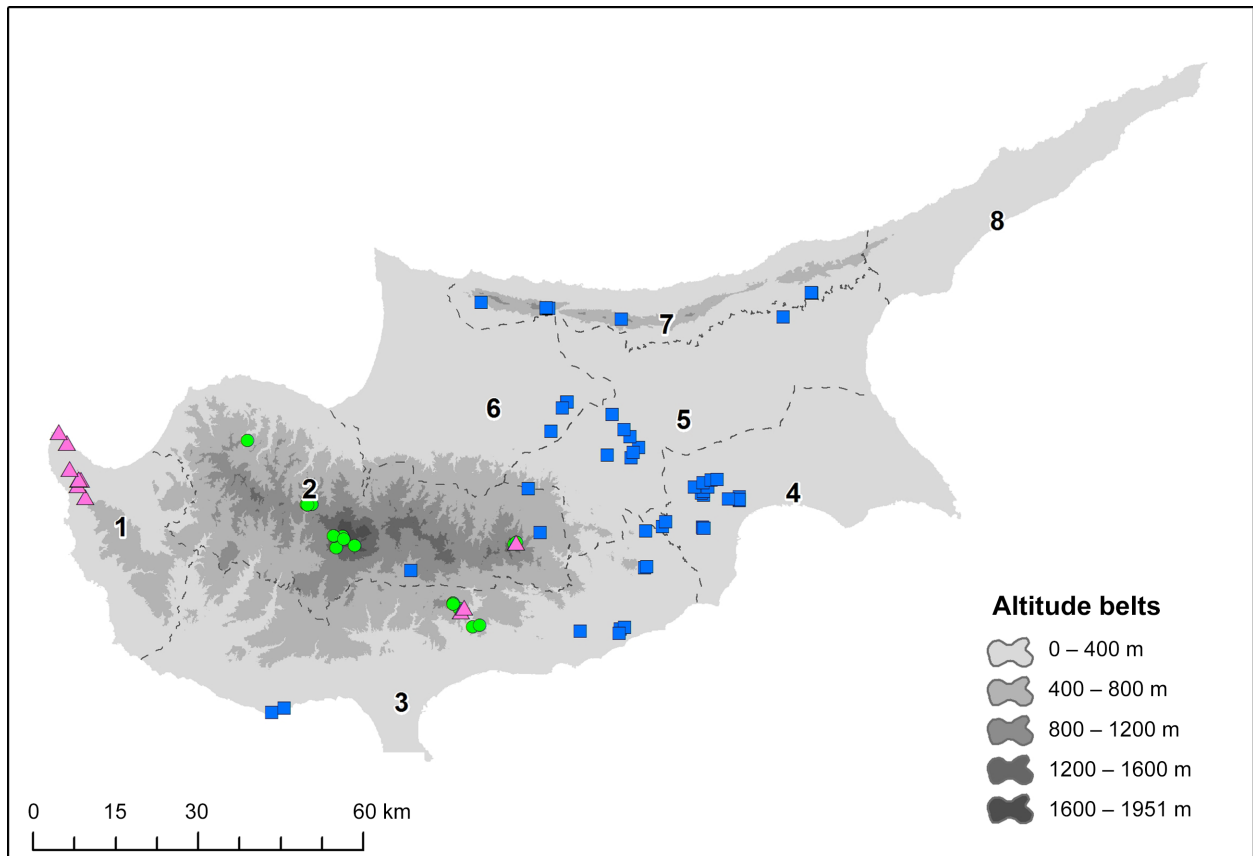 8
7
6
5
2
4
1
3
Altitude belts
0 – 400 m
400 – 800 m
800 – 1200 m
1200 – 1600 m
1600 – 1951 m
0 15 30 60 km